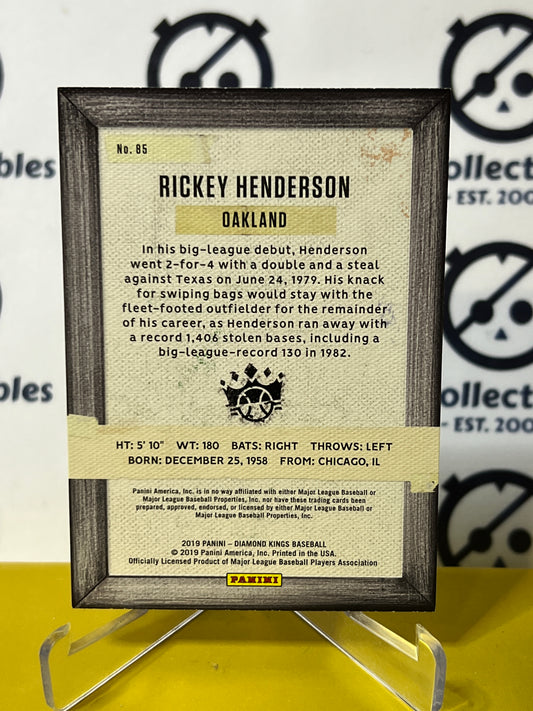 No. 85
RICKEY HENDERSON
OAKLAND
In his big-league debut, Henderson
went 2-for-4 with a double and a steal
against Texas on June 24, 1979. His knack
for swiping bags would stay with the
fleet-footed outfielder for the remainder
of his career, as Henderson ran away with
a record 1,406 stolen bases, including a
big-league-record 130 in 1982.
HT: 5' 10" WT: 180 BATS: RIGHT THROWS: LEFT
BORN: DECEMBER 25, 1958 FROM: CHICAGO, IL
Panini America, Inc. is in no way affiliated with either Major League Baseball or
Major League Baseball Properties, Inc. nor have these trading cards been
prepared, approved, endorsed, or licensed by either Major League Baseball or
Major League Baseball Properties, Inc.
2019 PANINI – DIAMOND KINGS BASEBALL
© 2019 Panini America, Inc. Printed in the USA.
Officially Licensed Product of Major League Baseball Players Association
PANINI
bles
bles
ollect
- EST. 200
ollect
- EST. 200